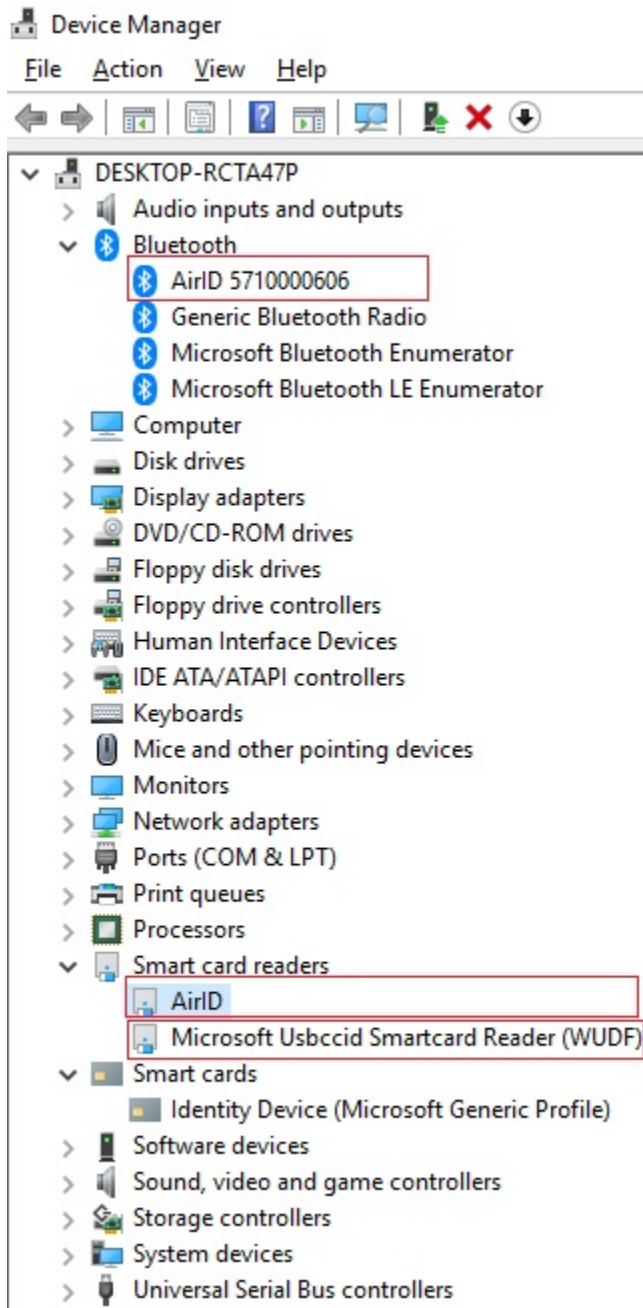 Device Manager
File Action View Help
DESKTOP-RCTA47P
Audio inputs and outputs
Bluetooth
AirID 5710000606
Generic Bluetooth Radio
Microsoft Bluetooth Enumerator
Microsoft Bluetooth LE Enumerator
Computer
Disk drives
Display adapters
DVD/CD-ROM drives
Floppy disk drives
Floppy drive controllers
Human Interface Devices
IDE ATA/ATAPI controllers
Keyboards
Mice and other pointing devices
Monitors
Network adapters
Ports (COM & LPT)
Print queues
Processors
Smart card readers
AirID
Microsoft Usbccid Smartcard Reader (WUDF)
Smart cards
Identity Device (Microsoft Generic Profile)
Software devices
Sound, video and game controllers
Storage controllers
System devices
Universal Serial Bus controllers